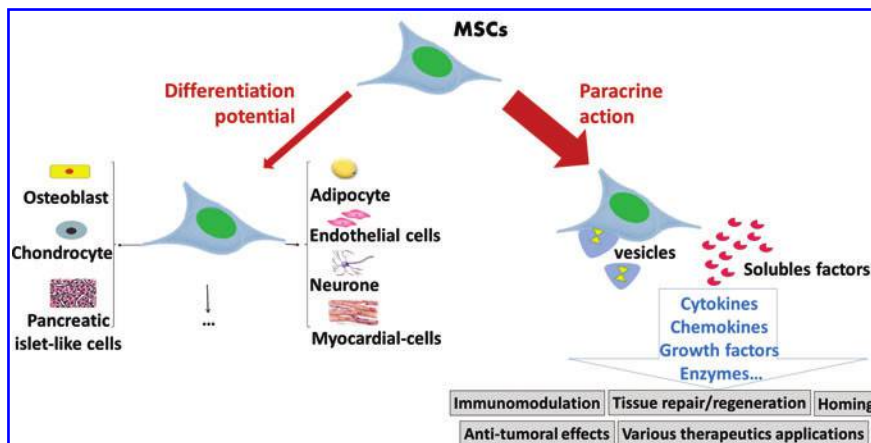 MSCs
Differentiation
potential
Paracrine
action
Osteoblast
Chondrocyte
Pancreatic
islet-like cells
Adipocyte
Endothelial cells
Neurone
Myocardial-cells
...
vesicles
Solubles factors
Cytokines
Chemokines
Growth factors
Enzymes...
Immunomodulation
Tissue repair/regeneration
Homing
Anti-tumoral effects
Various therapeutics applications